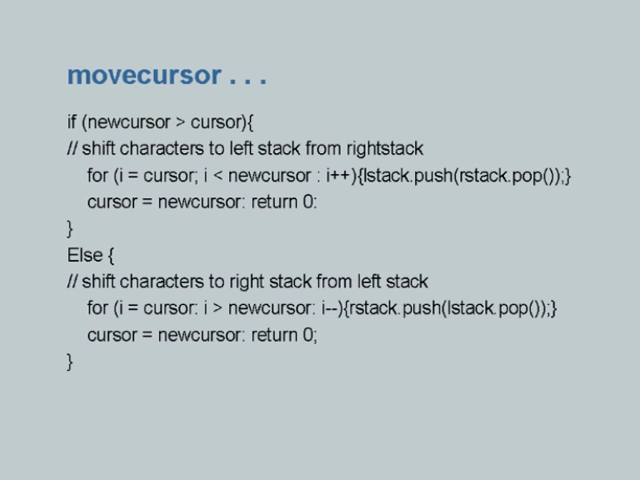 movecursor . . .
if (newcursor > cursor){
// shift characters to left stack from rightstack
for (i = cursor; i < newcursor : i++){lstack.push(rstack.pop());}
cursor = newcursor: return 0:
}
Else {
// shift characters to right stack from left stack
for (i = cursor: i > newcursor: i--){rstack.push(lstack.pop());}
cursor = newcursor: return 0;
}